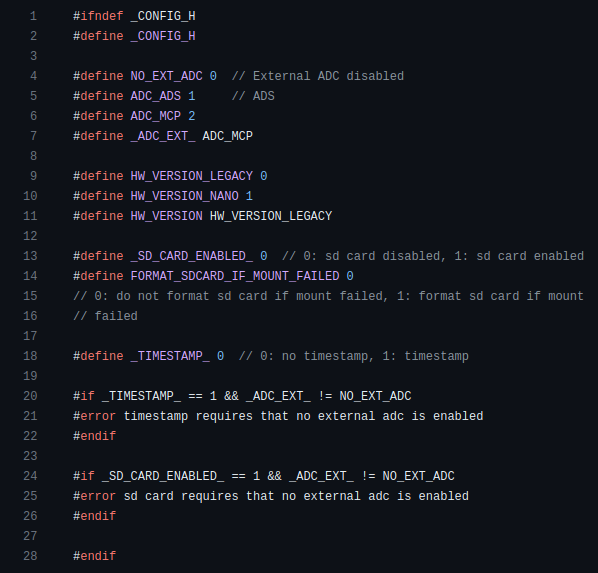 1 #ifndef _CONFIG_H
2 #define _CONFIG_H
3
4 #define NO_EXT_ADC 0  // External ADC disabled
5 #define ADC_ADS 1     // ADS
6 #define ADC_MCP 2
7 #define _ADC_EXT_ ADC_MCP
8
9 #define HW_VERSION_LEGACY 0
10 #define HW_VERSION_NANO 1
11 #define HW_VERSION HW_VERSION_LEGACY
12
13 #define _SD_CARD_ENABLED_ 0  // 0: sd card disabled, 1: sd card enabled
14 #define FORMAT_SDCARD_IF_MOUNT_FAILED 0
15 // 0: do not format sd card if mount failed, 1: format sd card if mount
16 // failed
17
18 #define _TIMESTAMP_ 0  // 0: no timestamp, 1: timestamp
19
20 #if _TIMESTAMP_ == 1 && _ADC_EXT_ != NO_EXT_ADC
21 #error timestamp requires that no external adc is enabled
22 #endif
23
24 #if _SD_CARD_ENABLED_ == 1 && _ADC_EXT_ != NO_EXT_ADC
25 #error sd card requires that no external adc is enabled
26 #endif
27
28 #endif